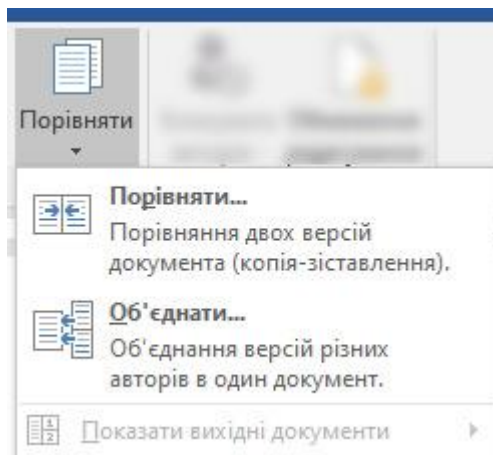 Порівняти
Порівняти...
Порівняння двох версій
документа (копія-зіставлення).
Об'єднати...
Об'єднання версій різних
авторів в один документ.
Показати вихідні документи